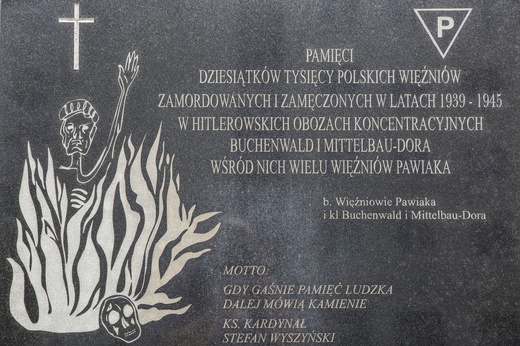 P
PAMIĘCI
DZIESIĄTKÓW TYSIĘCY POLSKICH WIĘŹNIÓW
ZAMORDOWANYCH I ZAMĘCZONYCH W LATACH 1939 - 1945
W HITLEROWSKICH OBOZACH KONCENTRACYJNYCH
BUCHENWALD I MITTELBAU-DORA
WŚRÓD NICH WIELU WIĘŹNIÓW PAWIAKA
b. Więźniowie Pawiaka
i kl Buchenwald i Mittelbau-Dora
MOTTO:
GDY GAŚNIE PAMIĘĆ LUDZKA
DALEJ MÓWIĄ KAMIENIE
KS. KARDYNAŁ
STEFAN WYSZYŃSKI